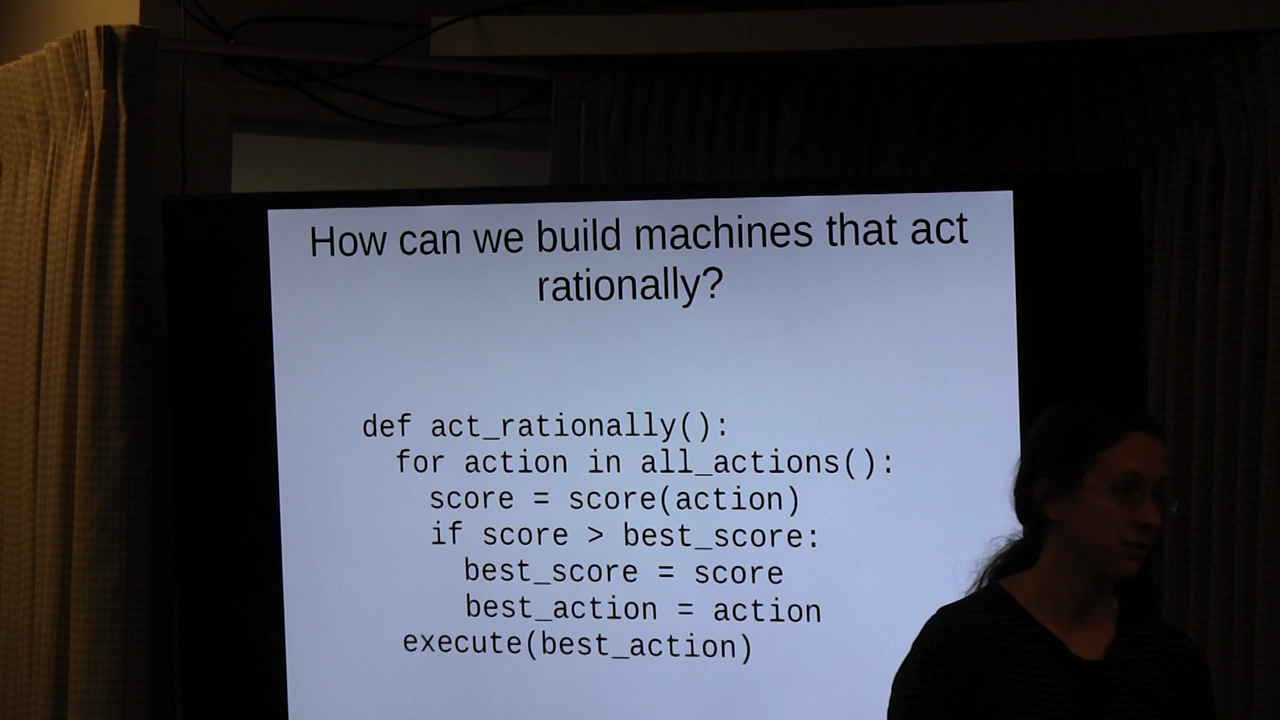 How can we build machines that act
rationally?
def act_rationally():
for action in all_actions():
score = score(action)
if score > best_score:
best_score = score
best_action = action
execute(best_action)